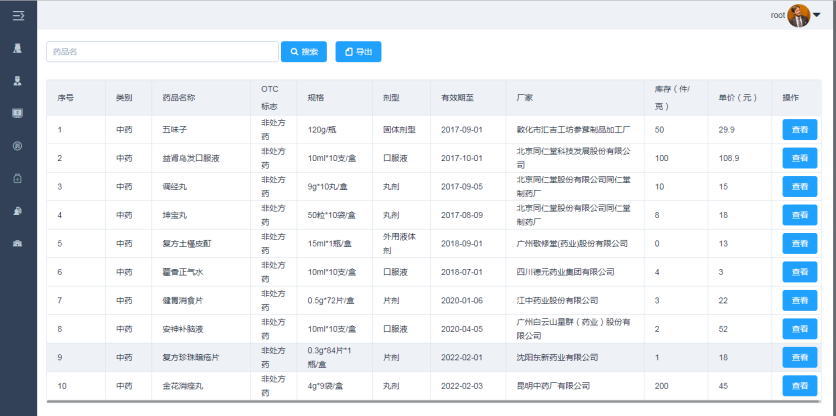 root
药品名
搜索 导出
序号 类别 药品名称 OTC标志 规格 剂型 有效期至 厂家 库存（件/克） 单价（元） 操作
1 中药 五味子 非处方药 120g/瓶 固体剂型 2017-09-01 敦化市汇吉工坊参茸制品加工厂 50 29.9 查看
2 中药 益肾乌发口服液 非处方药 10ml*10支/盒 口服液 2017-10-01 北京同仁堂科技发展股份有限公司 100 108.9 查看
3 中药 调经丸 非处方药 9g*10丸/盒 丸剂 2017-09-05 北京同仁堂股份有限公司同仁堂制药厂 10 15 查看
4 中药 坤宝丸 非处方药 50粒*10袋/盒 丸剂 2017-08-09 北京同仁堂股份有限公司同仁堂制药厂 8 18 查看
5 中药 复方土槿皮酊 非处方药 15ml*1瓶/盒 外用液体剂 2018-09-01 广州敬修堂(药业)股份有限公司 0 13 查看
6 中药 藿香正气水 非处方药 10ml*10支/盒 口服液 2018-07-01 四川德元药业集团有限公司 4 3 查看
7 中药 健胃消食片 非处方药 0.5g*72片/盒 片剂 2020-01-06 江中药业股份有限公司 3 22 查看
8 中药 安神补脑液 非处方药 10ml*10支/盒 口服液 2020-04-05 广州白云山星群（药业）股份有限公司 2 52 查看
9 中药 复方珍珠暗疮片 非处方药 0.3g*84片*1瓶/盒 片剂 2022-02-01 沈阳东新药业有限公司 1 18 查看
10 中药 金花消痤丸 非处方药 4g*9袋/盒 丸剂 2022-02-03 昆明中药厂有限公司 200 45 查看